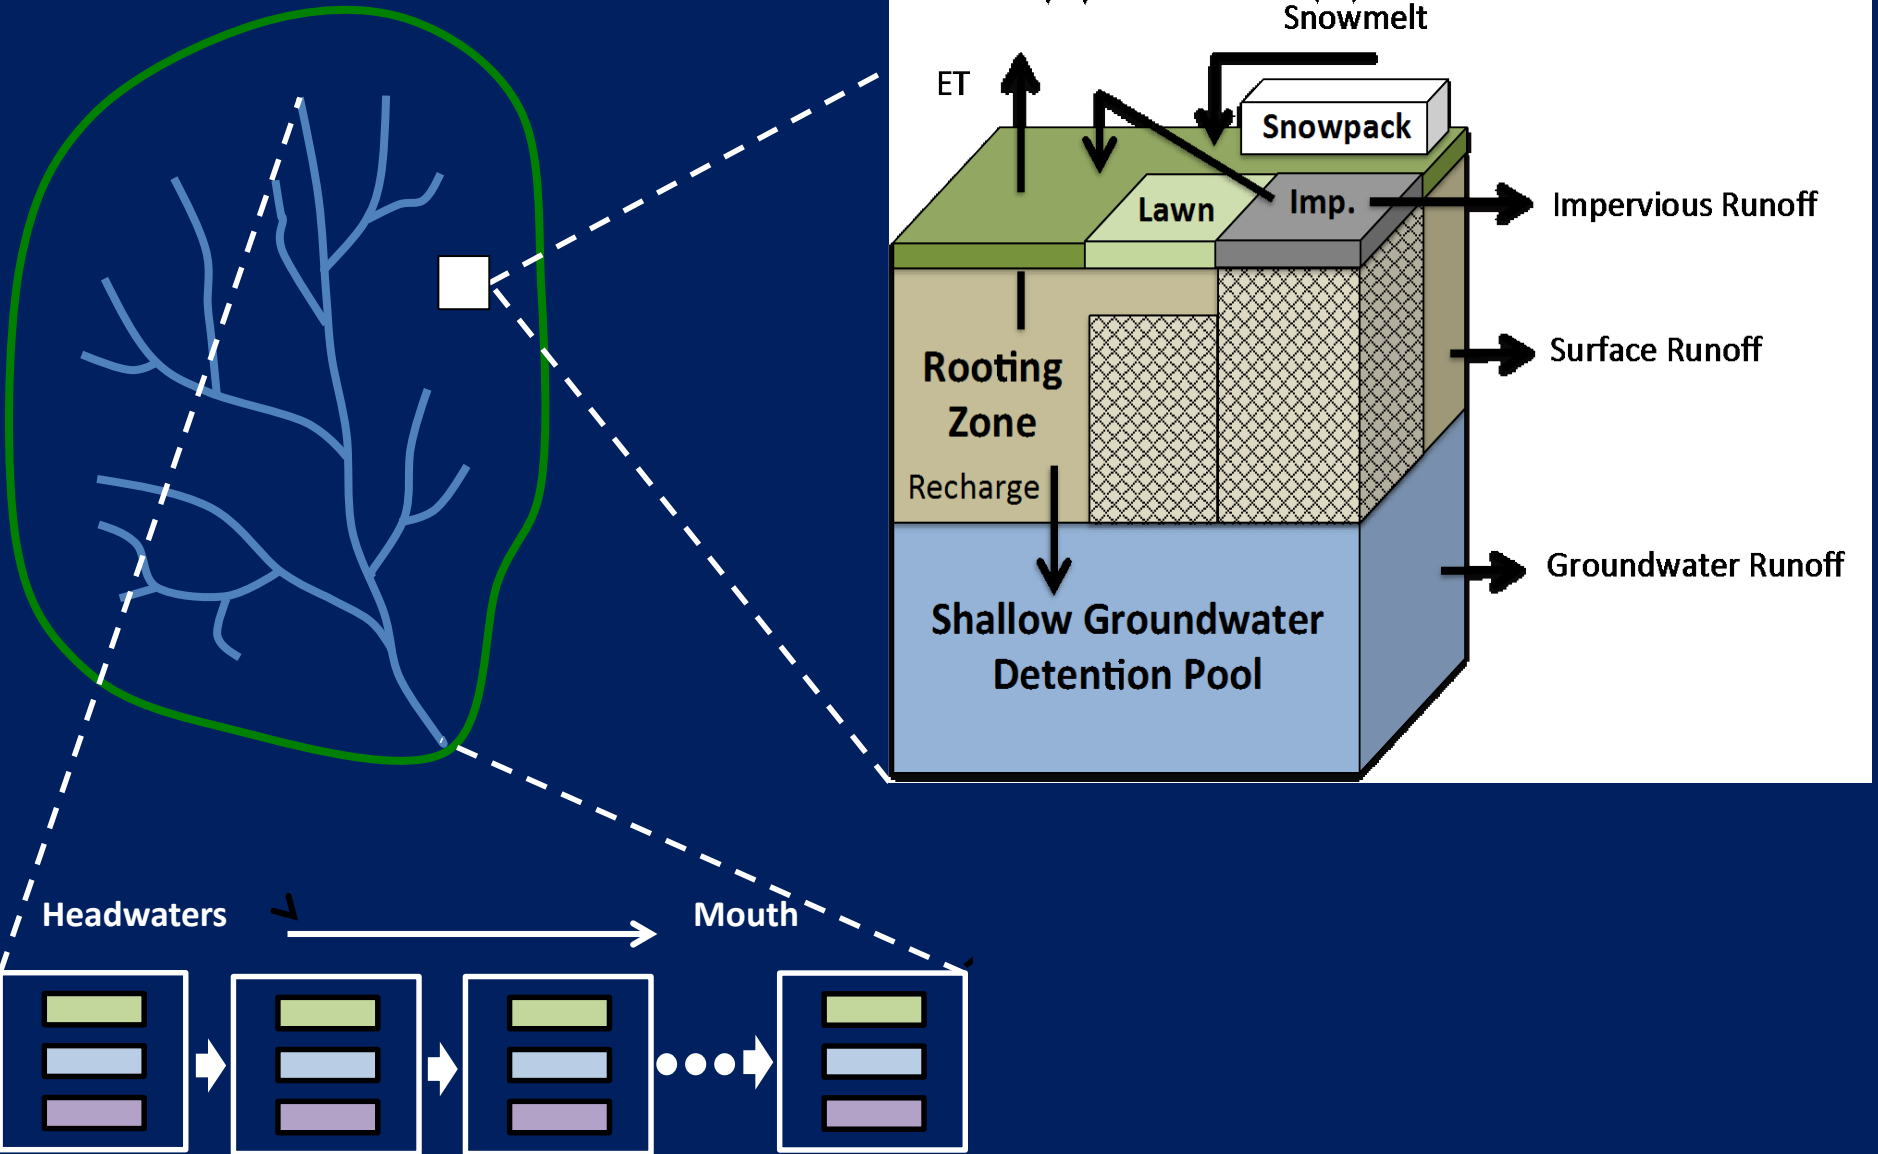 Snowmelt
ET
Snowpack
Lawn
Imp.
Impervious Runoff
Surface Runoff
Rooting
Zone
Recharge
Groundwater Runoff
Shallow Groundwater
Detention Pool
Headwaters
Mouth